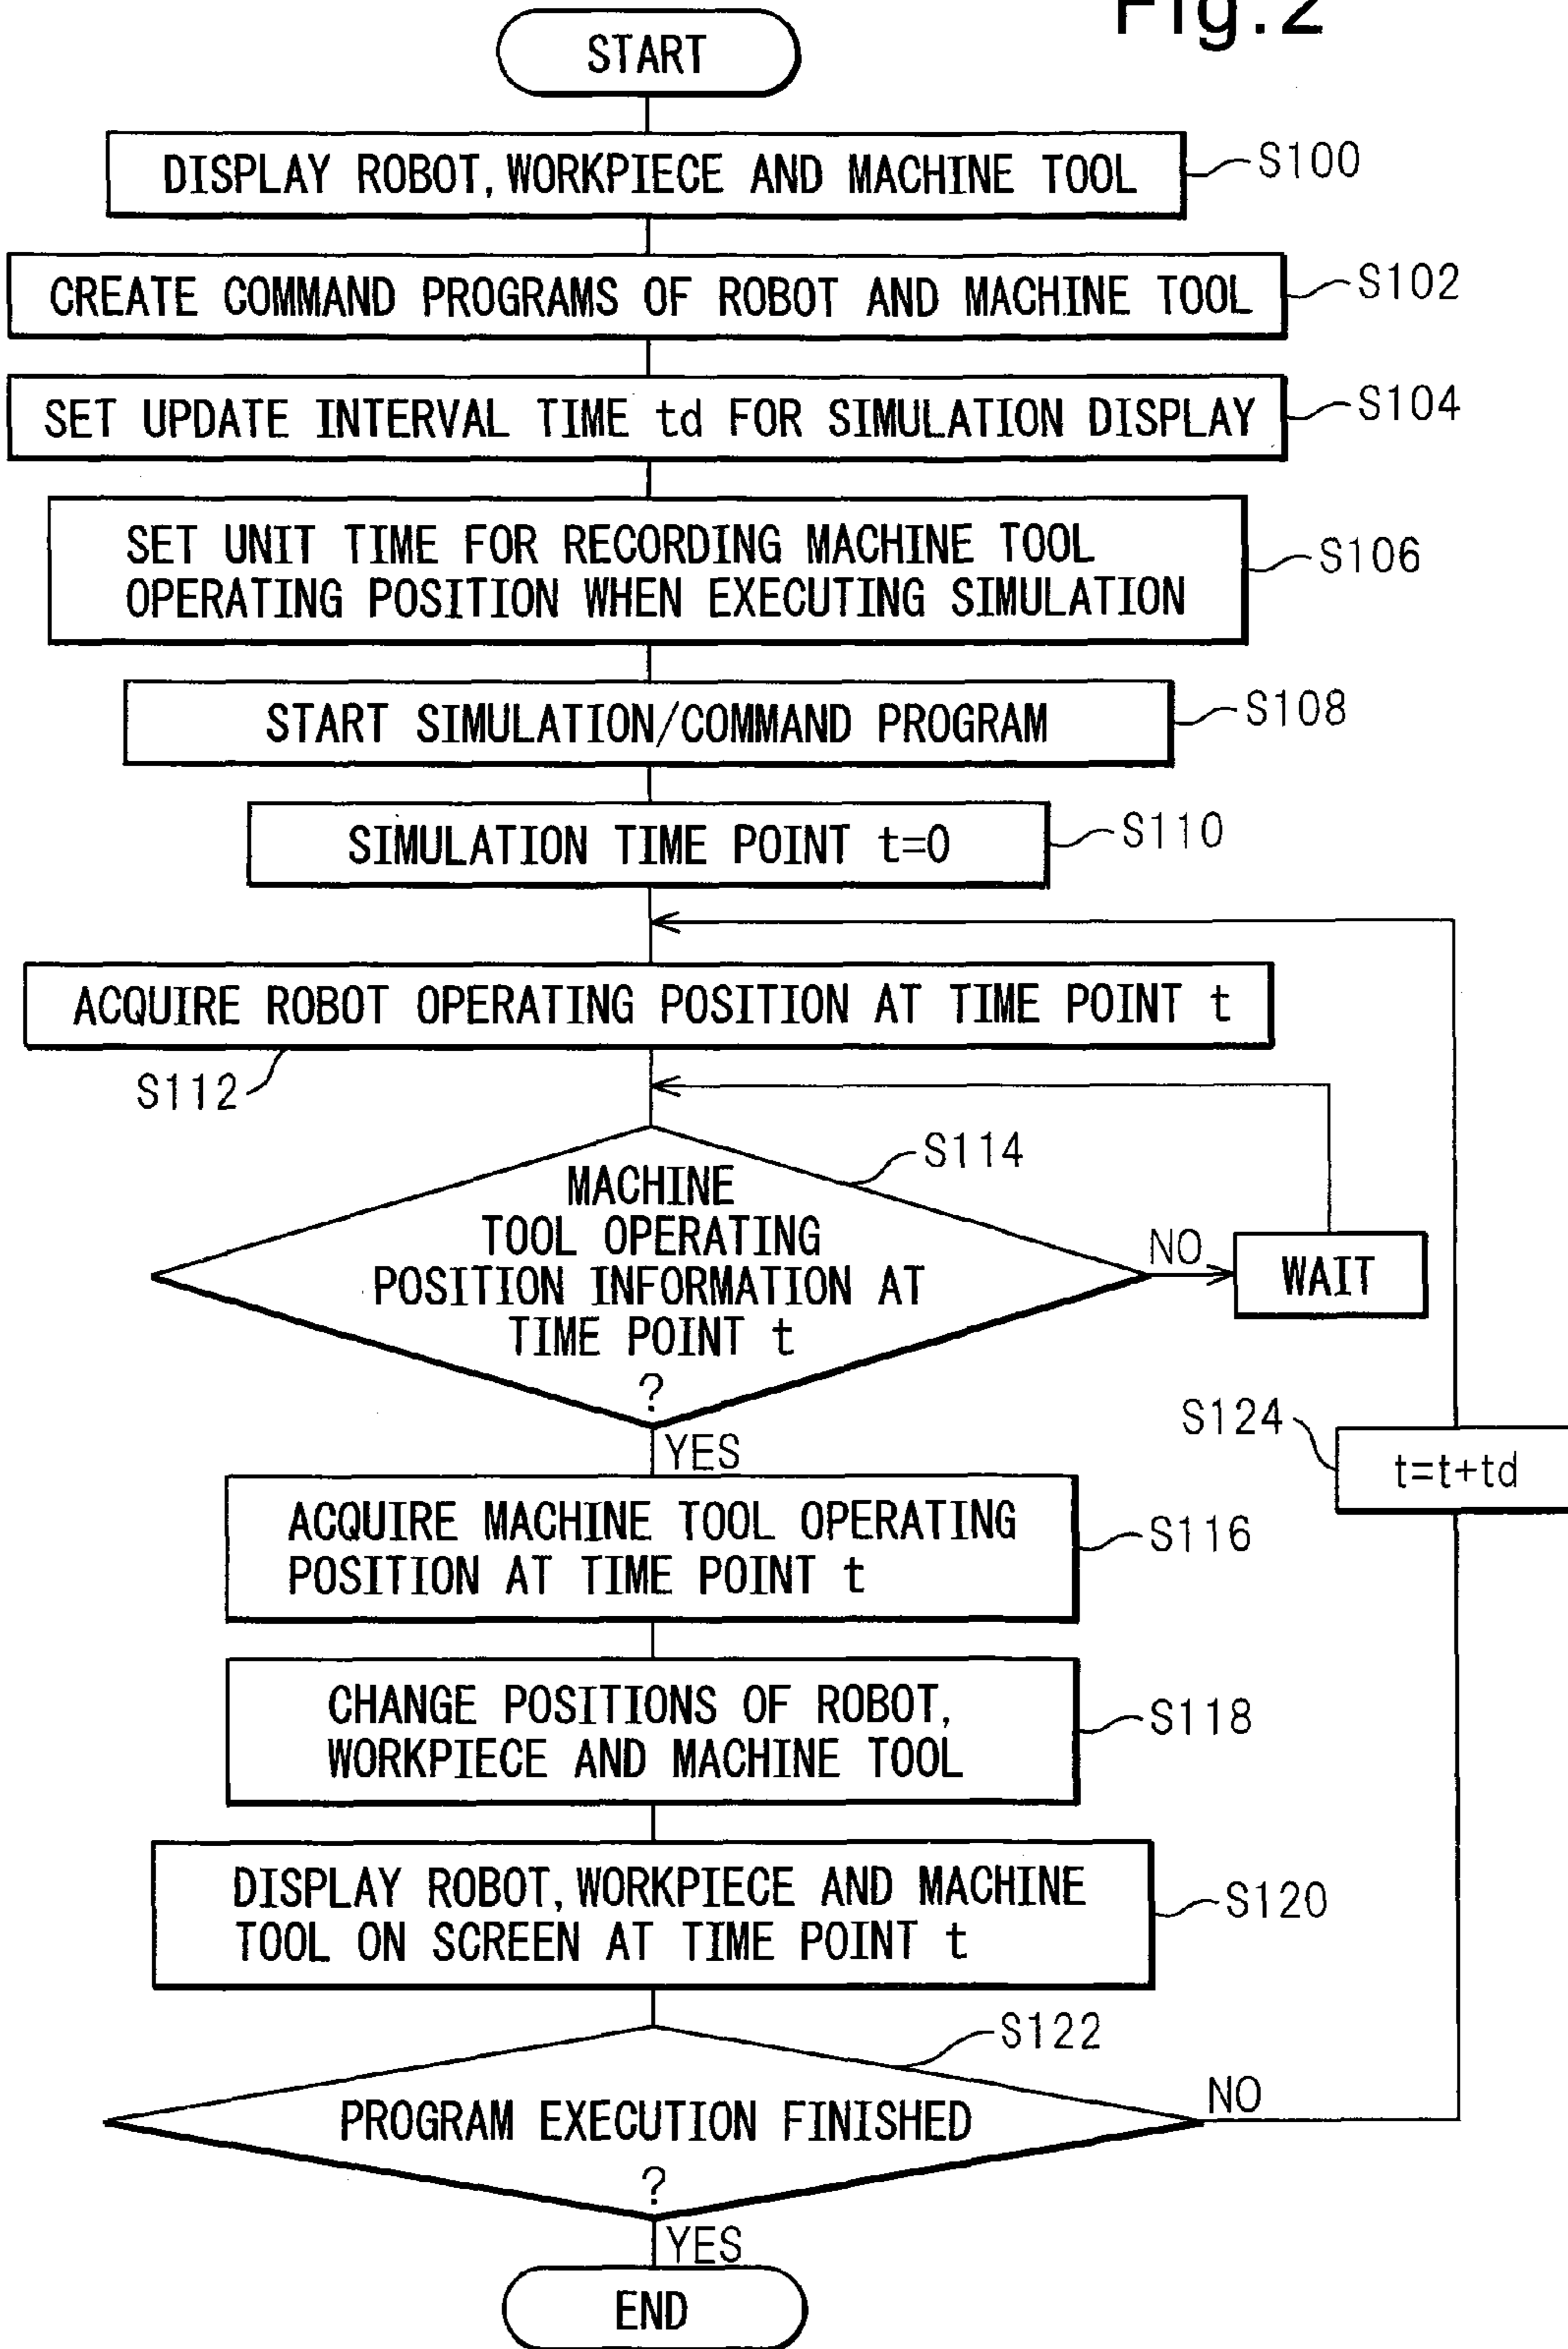 Fig.2
START
DISPLAY ROBOT, WORKPIECE AND MACHINE TOOL
S100
CREATE COMMAND PROGRAMS OF ROBOT AND MACHINE TOOL
S102
SET UPDATE INTERVAL TIME td FOR SIMULATION DISPLAY
S104
SET UNIT TIME FOR RECORDING MACHINE TOOL
OPERATING POSITION WHEN EXECUTING SIMULATION
S106
START SIMULATION/COMMAND PROGRAM
S108
SIMULATION TIME POINT t=0
S110
ACQUIRE ROBOT OPERATING POSITION AT TIME POINT t
S112
S114
MACHINE
TOOL OPERATING
POSITION INFORMATION AT
TIME POINT t
?
NO
WAIT
YES
S124
t=t+td
ACQUIRE MACHINE TOOL OPERATING
POSITION AT TIME POINT t
S116
CHANGE POSITIONS OF ROBOT,
WORKPIECE AND MACHINE TOOL
S118
DISPLAY ROBOT, WORKPIECE AND MACHINE
TOOL ON SCREEN AT TIME POINT t
S120
S122
PROGRAM EXECUTION FINISHED
?
NO
YES
END